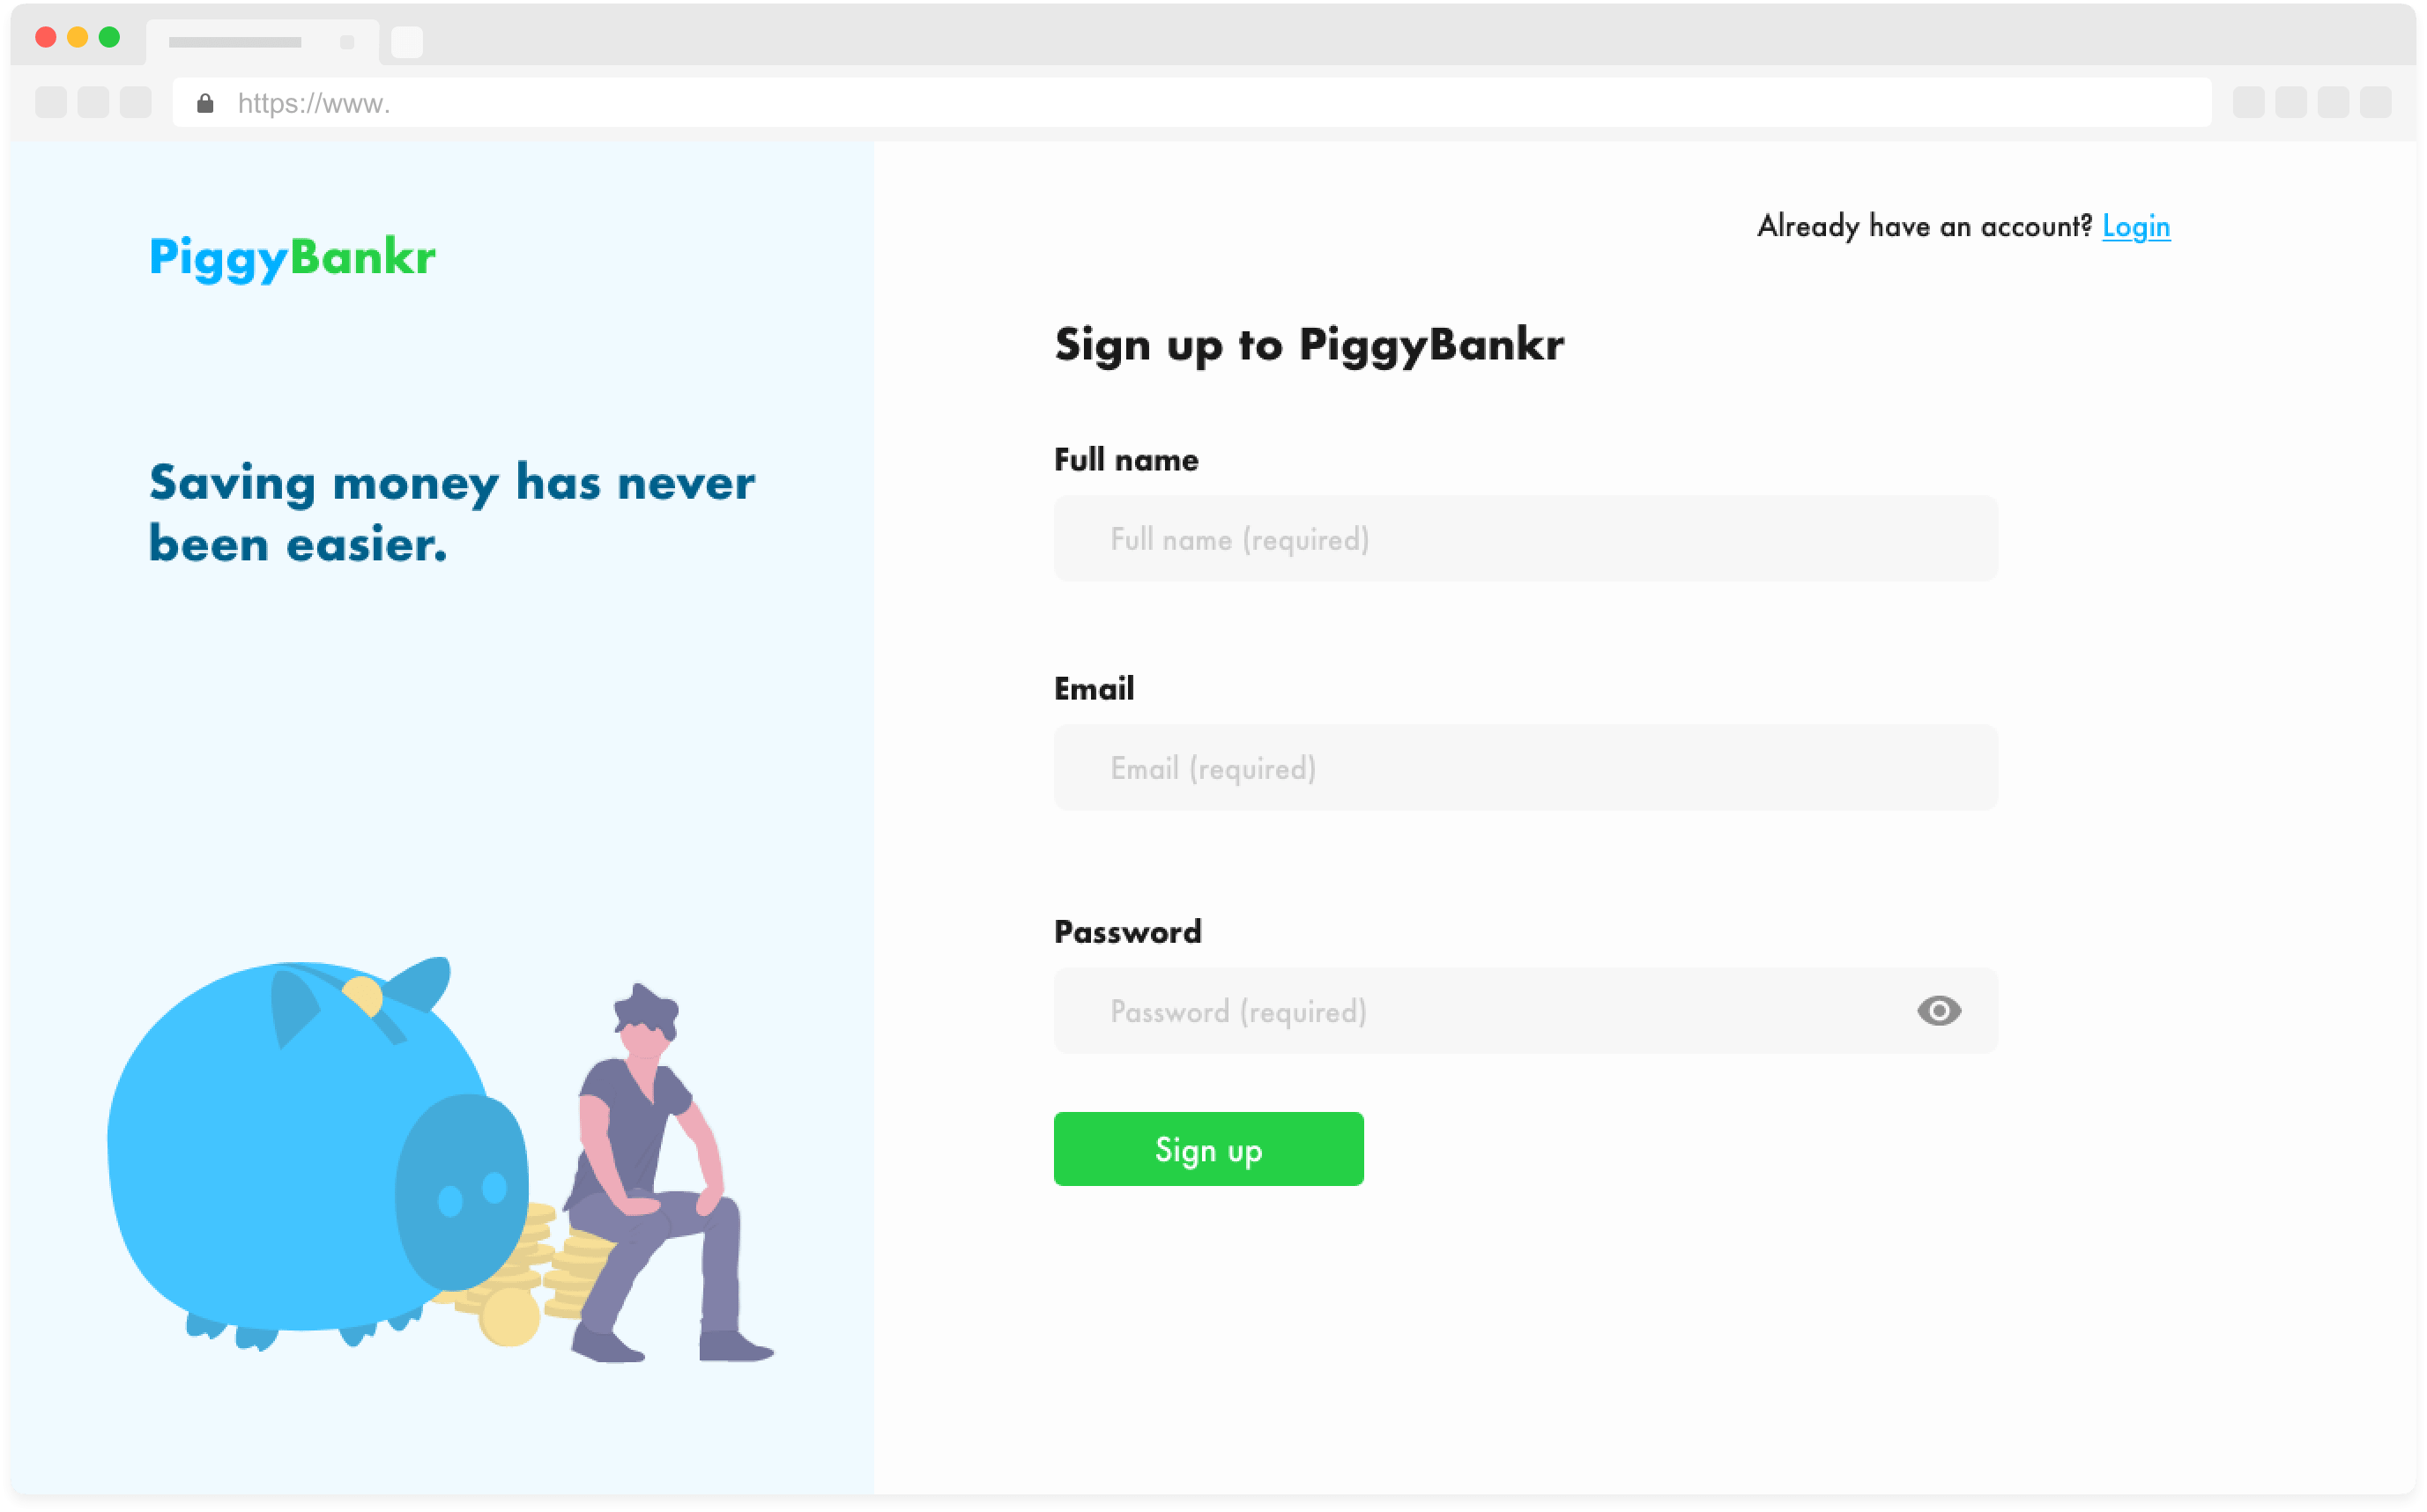 https://www.
PiggyBankr
Already have an account? Login
Saving money has never
been easier.
Sign up to PiggyBankr
Full name
Full name (required)
Email
Email (required)
Password
Password (required)
Sign up